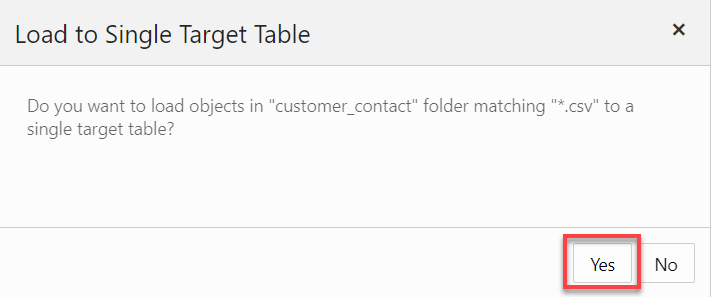 Load to Single Target Table
×
Do you want to load objects in "customer_contact" folder matching "*.csv" to a
single target table?
Yes No